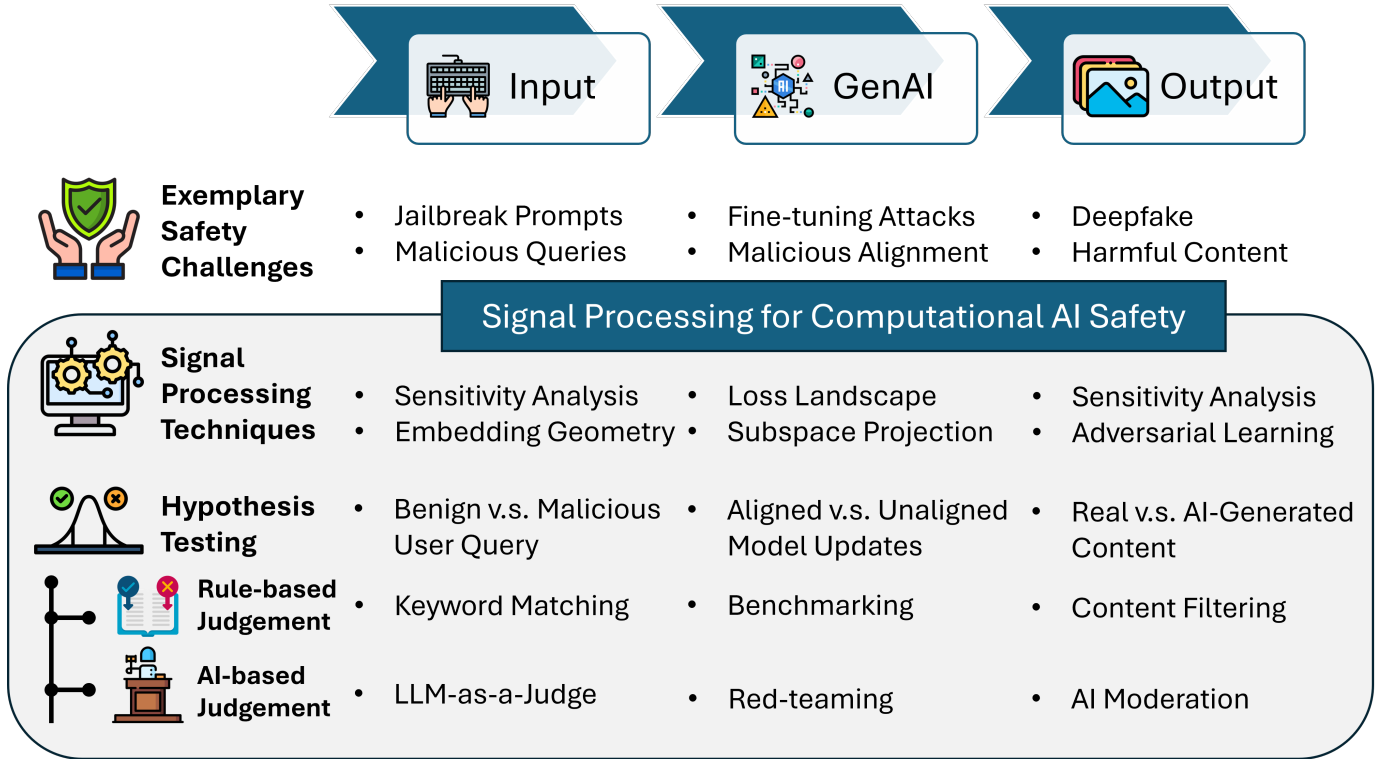 Input
AI
GenAI
Output
Exemplary
Safety
Challenges
• Jailbreak Prompts
• Malicious Queries
• Fine-tuning Attacks
• Malicious Alignment
• Deepfake
• Harmful Content
Signal Processing for Computational AI Safety
Signal
Processing
Techniques
• Sensitivity Analysis
• Embedding Geometry
• Loss Landscape
• Subspace Projection
• Sensitivity Analysis
• Adversarial Learning
Hypothesis
Testing
• Benign v.s. Malicious
User Query
• Aligned v.s. Unaligned
Model Updates
• Real v.s. AI-Generated
Content
Rule-based
Judgement
• Keyword Matching
• Benchmarking
• Content Filtering
AI-based
Judgement
• LLM-as-a-Judge
• Red-teaming
• AI Moderation